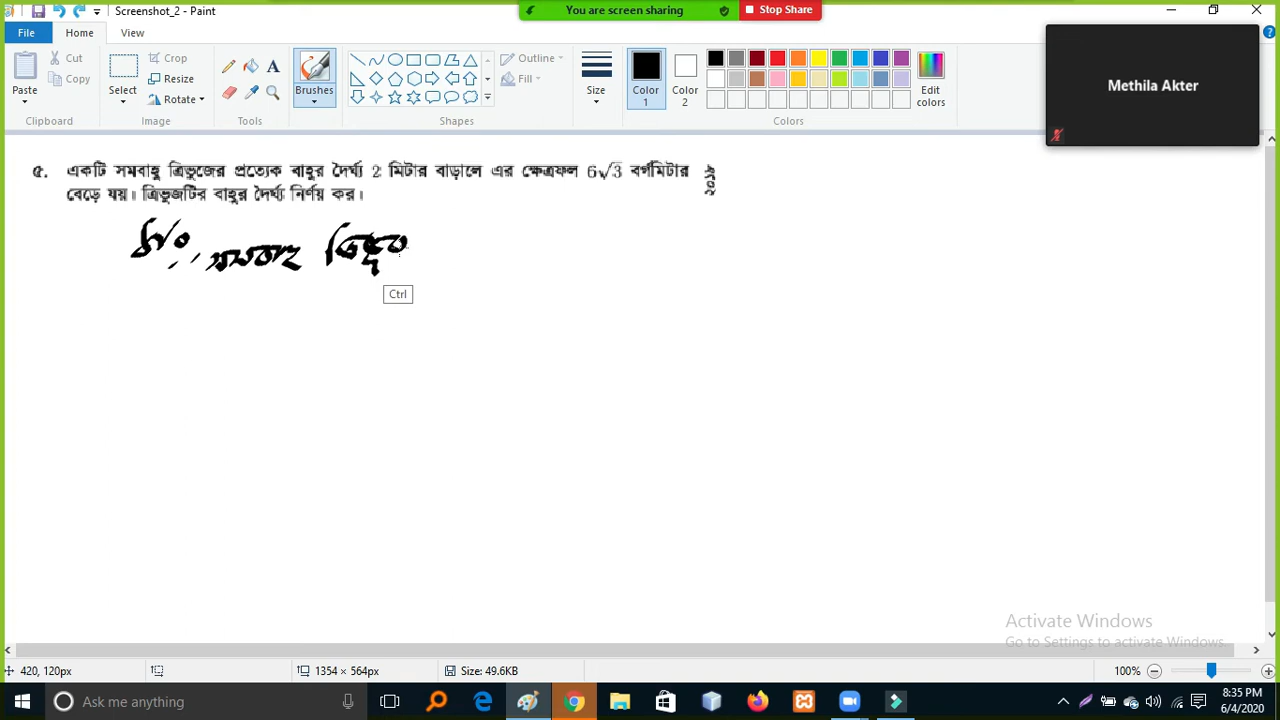 Screenshot_2 - Paint
You are screen sharing
Stop Share
File
Home
View
Paste
Cut
Copy
Clipboard
Select
Crop
Resize
Rotate
Image
Tools
Brushes
Shapes
Outline
Fill
Size
Color 1
Color 2
Edit colors
Colors
Methila Akter
৫. একটি সমবাহু ত্রিভুজের প্রত্যেক বাহুর দৈর্ঘ্য 2 মিটার বাড়ালে এর ক্ষেত্রফল 6√3 বর্গমিটার
বেড়ে যায়। ত্রিভুজটির বাহুর দৈর্ঘ্য নির্ণয় কর।
সমবাহু
Ctrl
Activate Windows
Go to Settings to activate Windows.
420, 120px
1354 × 564px
Size: 49.6KB
100%
Ask me anything
8:35 PM
6/4/2020